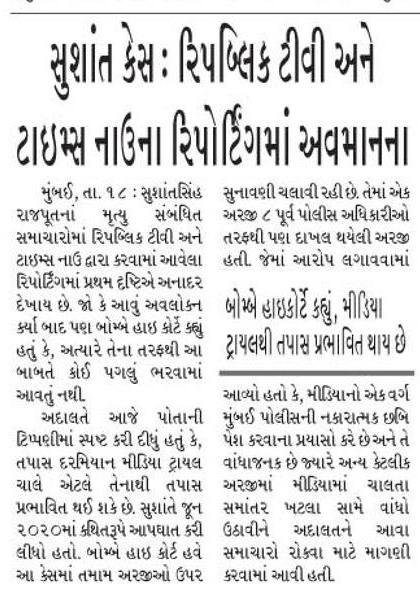 સુશાંત કેસ : રિપબ્લિક ટીવી અને
ટાઇમ્સ નાઉના રિપોર્ટિંગમાં અવમાનના
મુંબઈ, તા. ૧૮ : સુશાંતસિંહ
રાજપૂતનાં મૃત્યુ સંબંધિત
સમાચારોમાં રિપબ્લિક ટીવી અને
ટાઇમ્સ નાઉ દ્વારા કરવામાં આવેલા
રિપોર્ટિંગમાં પ્રથમ દૃષ્ટિએ અનાદર
દેખાય છે. જો કે આવું અવલોકન
કર્યા બાદ પણ બોમ્બે હાઇ કોર્ટે કહ્યું
હતું કે, અત્યારે તેના તરફથી આ
બાબતે કોઈ પગલું ભરવામાં
આવતું નથી.
અદાલતે આજે પોતાની
ટિપ્પણીમાં સ્પષ્ટ કરી દીધું હતું કે,
તપાસ દરમિયાન મીડિયા ટ્રાયલ
ચાલે એટલે તેનાથી તપાસ
પ્રભાવિત થઈ શકે છે. સુશાંતે જૂન
૨૦૨૦માં કથિતરૂપે આપઘાત કરી
લીધો હતો. બોમ્બે હાઇ કોર્ટ હવે
આ કેસમાં તમામ અરજીઓ ઉપર
સુનાવણી ચલાવી રહી છે. તેમાં એક
અરજી ૮ પૂર્વ પોલીસ અધિકારીઓ
તરફથી પણ દાખલ થયેલી અરજી
હતી. જેમાં આરોપ લગાવવામાં
બોમ્બે હાઇકોર્ટે કહ્યું, મીડિયા
ટ્રાયલથી તપાસ પ્રભાવિત થાય છે
આવ્યો હતો કે, મીડિયાનો એક વર્ગ
મુંબઈ પોલીસની નકારાત્મક છબિ
પેશ કરવાના પ્રયાસો કરે છે અને તે
વાંધાજનક છે જ્યારે અન્ય કેટલીક
અરજીમાં મીડિયામાં ચાલતા
સમાંતર ખટલા સામે વાંધો
ઉઠાવીને અદાલતને આવા
સમાચારો રોકવા માટે માગણી
કરવામાં આવી હતી.